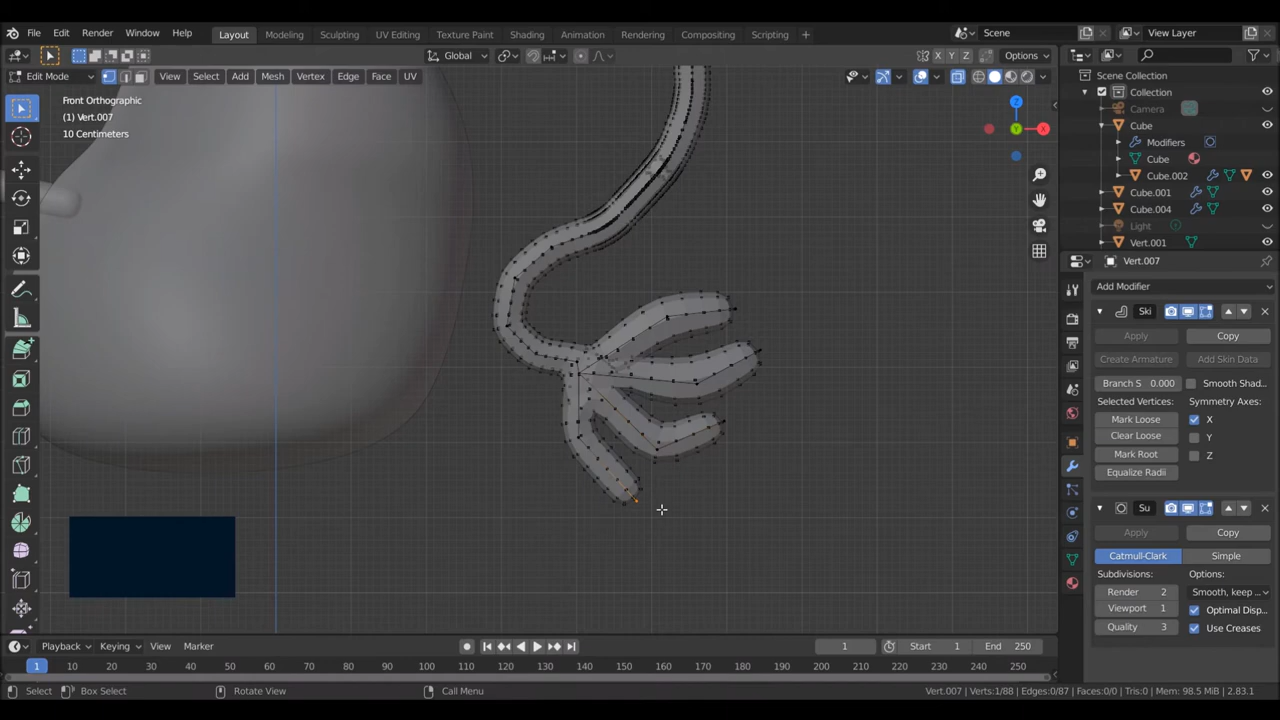 File Edit Render Window Help Layout Modeling Sculpting UV Editing Texture Paint Shading Animation Rendering Compositing Scripting + Scene View Layer
Global X Y Z Options
Edit Mode View Select Add Mesh Vertex Edge Face UV
Front Orthographic
(1) Vert.007
10 Centimeters
Z
Y
X
Scene Collection
Collection
Camera
Cube
Modifiers
Cube
Cube.002
Cube.001
Cube.004
Light
Vert.001
Vert.007
Add Modifier
Ski
Apply Copy
Create Armature Add Skin Data
Branch S 0.000 Smooth Shad...
Selected Vertices: Symmetry Axes:
Mark Loose X
Clear Loose Y
Mark Root Z
Equalize Radii
Su
Apply Copy
Catmull-Clark Simple
Subdivisions: Options:
Render 2 Smooth, keep ...
Viewport 1 Optimal Disp...
Quality 3 Use Creases
Playback Keying View Marker 1 Start 1 End 250
1 10 20 30 40 50 60 70 80 90 100 110 120 130 140 150 160 170 180 190 200 210 220 230 240 250
Select Box Select Rotate View Call Menu Vert.007 | Verts:1/88 | Edges:0/87 | Faces:0/0 | Tris:0 | Mem: 98.5 MiB | 2.83.1